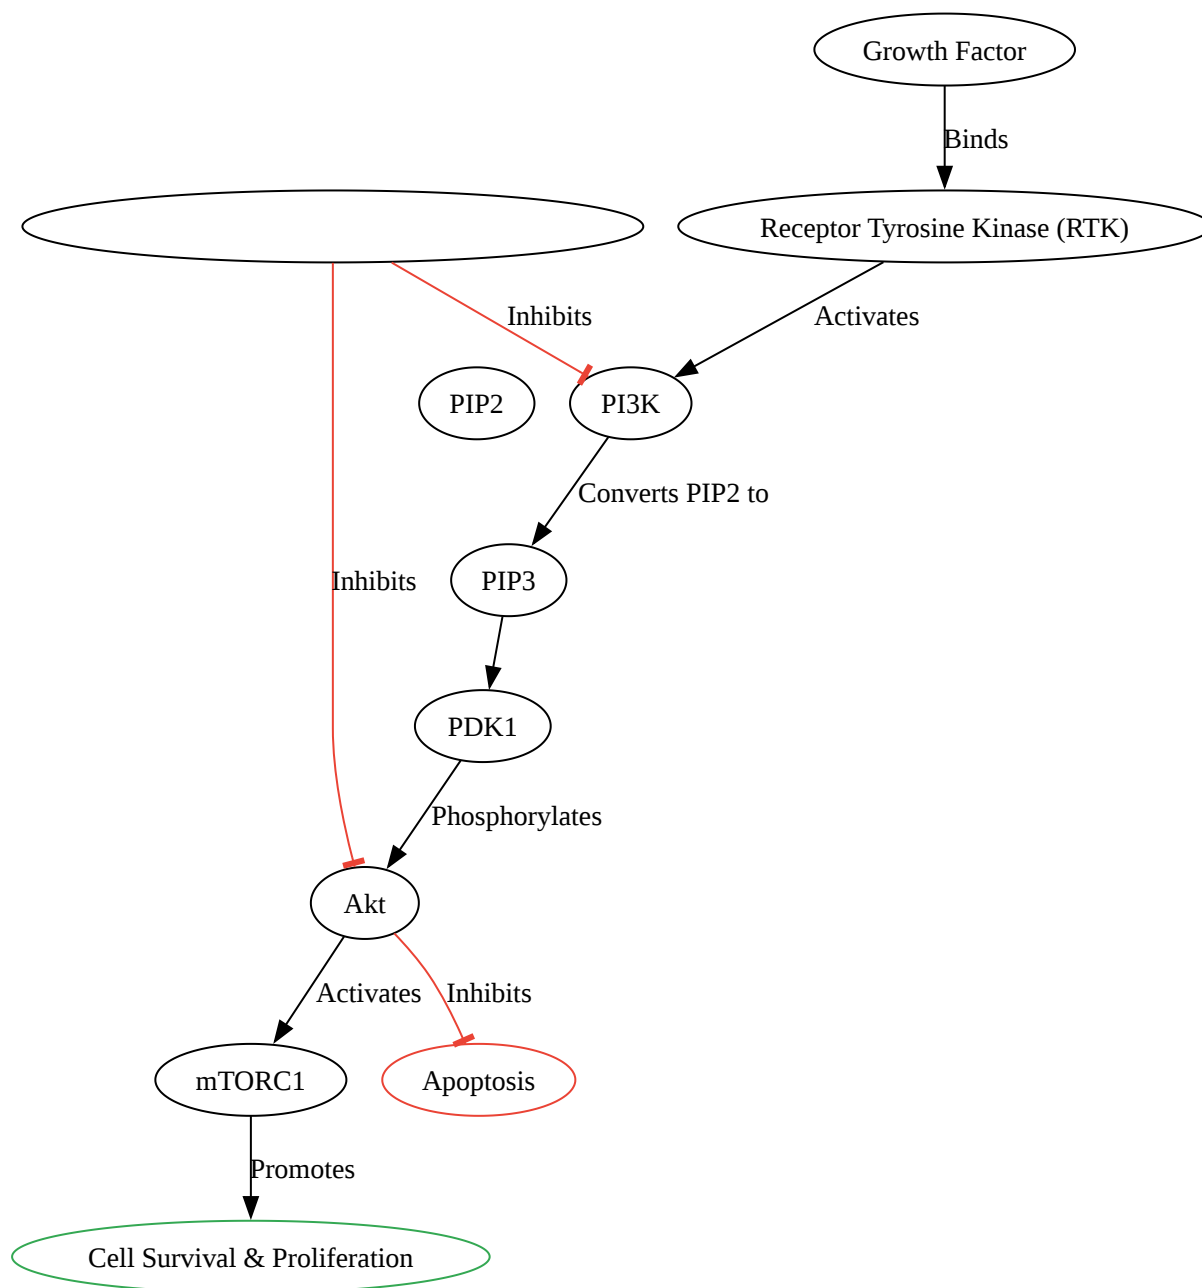 Growth Factor
Binds
Receptor Tyrosine Kinase (RTK)
Inhibits
Activates
PIP2
PI3K
Converts PIP2 to
PIP3
Inhibits
PDK1
Phosphorylates
Akt
Activates
Inhibits
mTORC1
Apoptosis
Promotes
Cell Survival & Proliferation